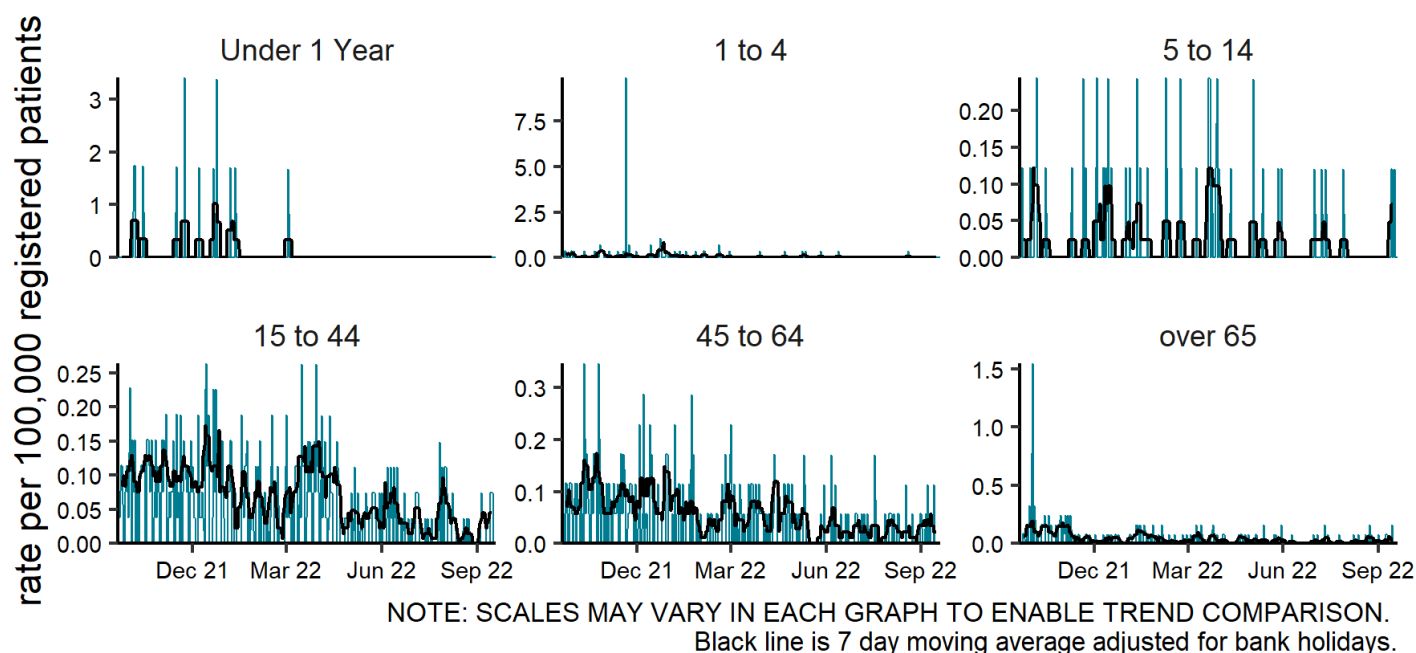 rate per 100,000 registered patients
Under 1 Year
3
2
1
0
1 to 4
7.5
5.0
2.5
0.0
5 to 14
0.20
0.15
0.10
0.05
0.00
15 to 44
0.25
0.20
0.15
0.10
0.05
0.00
Dec 21 Mar 22 Jun 22 Sep 22
45 to 64
0.3
0.2
0.1
0.0
Dec 21 Mar 22 Jun 22 Sep 22
over 65
1.5
1.0
0.5
0.0
Dec 21 Mar 22 Jun 22 Sep 22
NOTE: SCALES MAY VARY IN EACH GRAPH TO ENABLE TREND COMPARISON.
Black line is 7 day moving average adjusted for bank holidays.